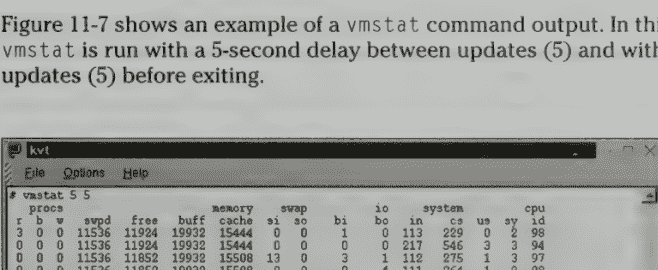 Figure 11-7 shows an example of a vmstat command output. In
vmstat is run with a 5-second delay between updates (5) and
updates (5) before exiting.
kvt
File Options Help
# vmstat 5 5
procs memory swap io system cpu
r b w swpd free buff cache si so bi bo in cs us sy id
3 0 0 11536 11924 19932 15444 0 0 1 0 113 229 0 2 98
0 0 0 11536 11924 19932 15444 0 0 0 0 217 546 3 3 94
0 0 0 11536 11852 19932 15508 13 0 3 1 112 275 1 3 97